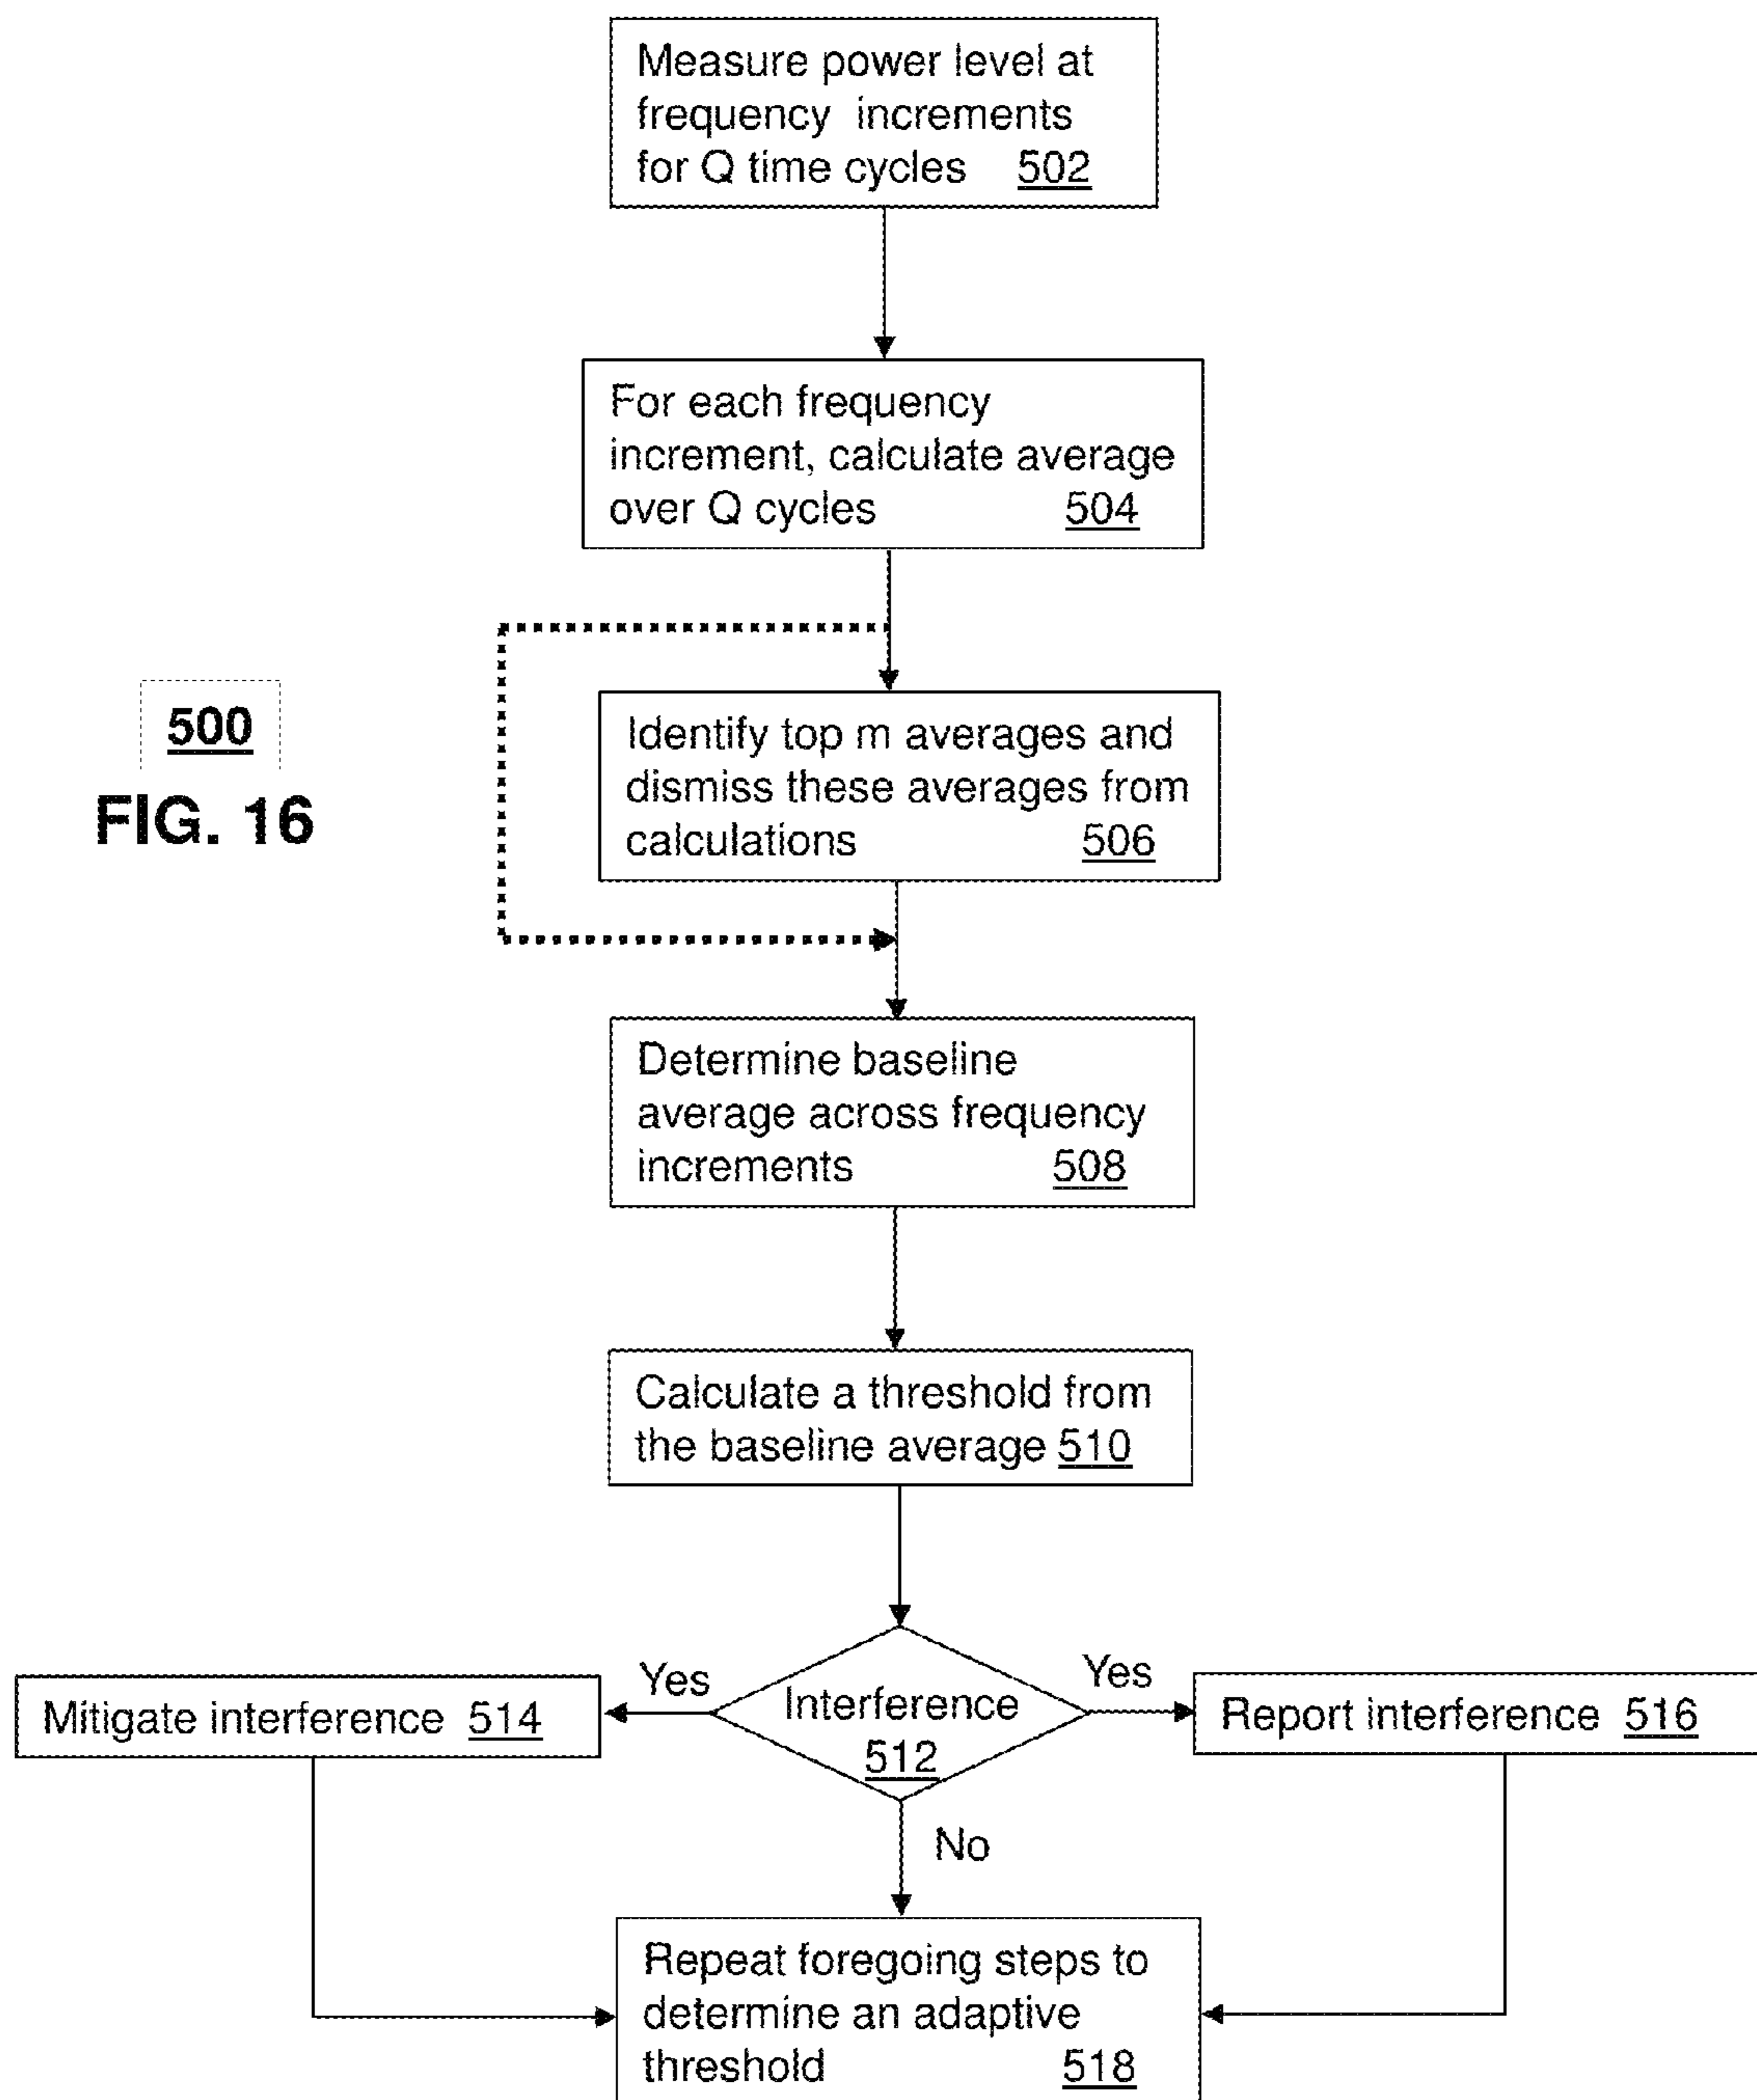 Measure power level at
frequency increments
for Q time cycles 502
For each frequency
increment, calculate average
over Q cycles 504
500
FIG. 16
Identify top m averages and
dismiss these averages from
calculations 506
Determine baseline
average across frequency
increments 508
Calculate a threshold from
the baseline average 510
Yes
Yes
Mitigate interference 514
Interference
512
Report interference 516
No
Repeat foregoing steps to
determine an adaptive
threshold 518